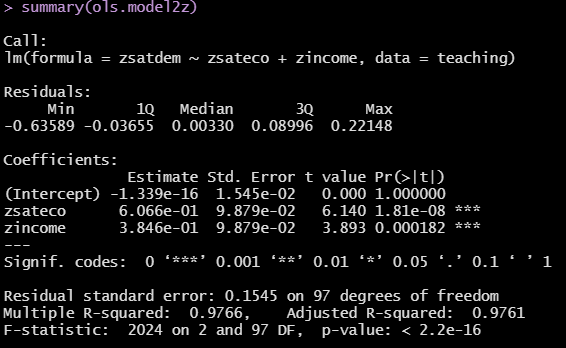 > summary(ols.model2z)

Call:
lm(formula = zsatdem ~ zsateco + zincome, data = teaching)

Residuals:
     Min       1Q   Median       3Q      Max
-0.63589 -0.03655  0.00330  0.08996  0.22148

Coefficients:
              Estimate Std. Error t value Pr(>|t|)
(Intercept) -1.339e-16  1.545e-02   0.000 1.000000
zsateco      6.066e-01  9.879e-02   6.140 1.81e-08 ***
zincome      3.846e-01  9.879e-02   3.893 0.000182 ***
---
Signif. codes:  0 ‘***’ 0.001 ‘**’ 0.01 ‘*’ 0.05 ‘.’ 0.1 ‘ ’ 1

Residual standard error: 0.1545 on 97 degrees of freedom
Multiple R-squared:  0.9766,    Adjusted R-squared:  0.9761
F-statistic:  2024 on 2 and 97 DF,  p-value: < 2.2e-16